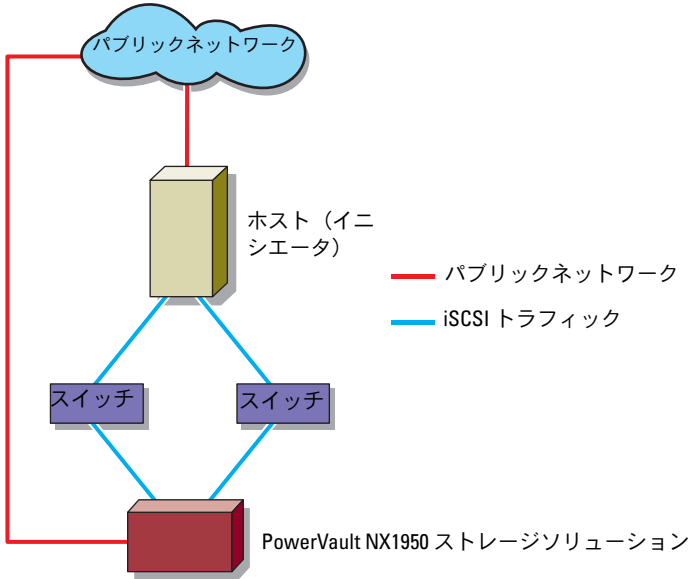 パブリックネットワーク
ホスト（イニ
シエータ）
パブリックネットワーク
iSCSI トラフィック
スイッチ
スイッチ
PowerVault NX1950 ストレージソリューション